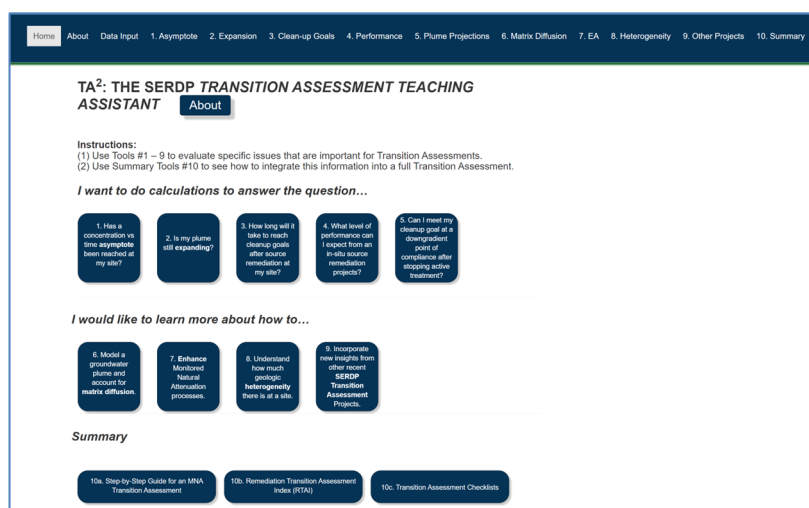 Home About Data Input 1. Asymptote 2. Expansion 3. Clean-up Goals 4. Performance 5. Plume Projections 6. Matrix Diffusion 7. EA 8. Heterogeneity 9. Other Projects 10. Summary
TA²: THE SERDP TRANSITION ASSESSMENT TEACHING
ASSISTANT About
Instructions:
(1) Use Tools #1 – 9 to evaluate specific issues that are important for Transition Assessments.
(2) Use Summary Tools #10 to see how to integrate this information into a full Transition Assessment.
I want to do calculations to answer the question…
1. Has a
concentration vs
time asymptote
been reached at
my site?
2. Is my plume
still expanding?
3. How long will it
take to reach
cleanup goals
after source
remediation at
my site?
4. What level of
performance can
I expect from an
in-situ source
remediation
projects?
5. Can I meet my
cleanup goal at a
downgradient
point of
compliance after
stopping active
treatment?
I would like to learn more about how to…
6. Model a
groundwater
plume and
account for
matrix diffusion.
7. Enhance
Monitored
Natural
Attenuation
processes.
8. Understand
how much
geologic
heterogeneity
there is at a site.
9. Incorporate
new insights from
other recent
SERDP
Transition
Assessment
Projects.
Summary
10a. Step-by-Step Guide for an MNA
Transition Assessment
10b. Remediation Transition Assessment
Index (RTAI)
10c. Transition Assessment Checklists